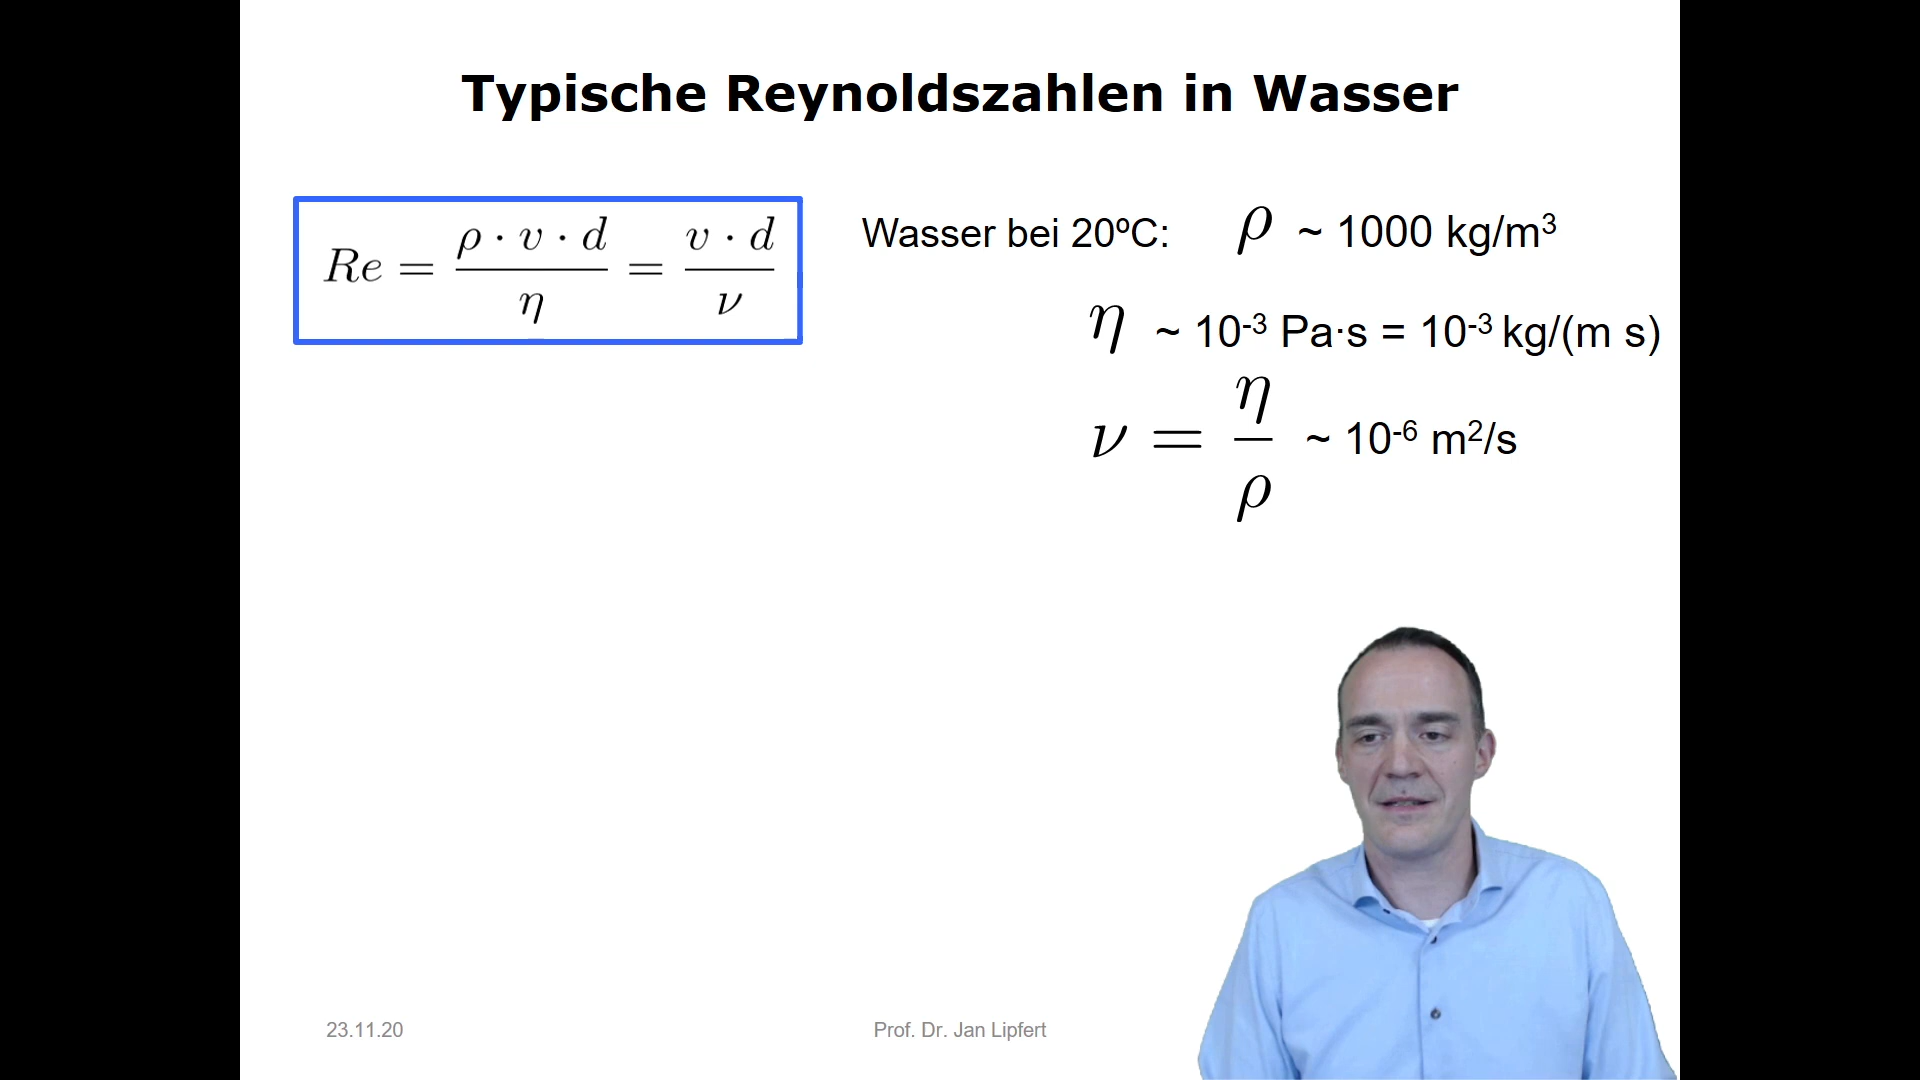 Typische Reynoldszahlen in Wasser
Re = ρ · v · d / η = v · d / ν
Wasser bei 20ºC: ρ ~ 1000 kg/m³
η ~ 10⁻³ Pa·s = 10⁻³ kg/(m s)
ν = η / ρ ~ 10⁻⁶ m²/s
23.11.20
Prof. Dr. Jan Lipfert